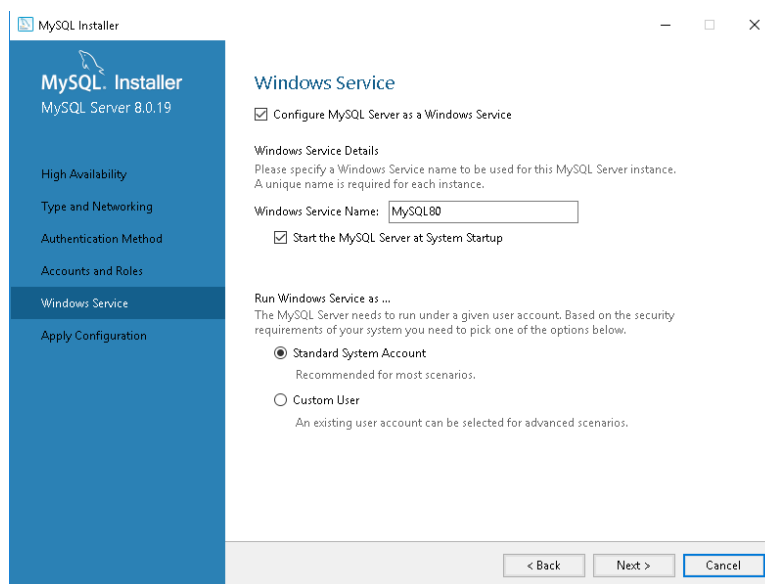 MySQL Installer
MySQL. Installer
MySQL Server 8.0.19
High Availability
Type and Networking
Authentication Method
Accounts and Roles
Windows Service
Apply Configuration
Windows Service
Configure MySQL Server as a Windows Service
Windows Service Details
Please specify a Windows Service name to be used for this MySQL Server instance.
A unique name is required for each instance.
Windows Service Name: MySQL80
Start the MySQL Server at System Startup
Run Windows Service as ...
The MySQL Server needs to run under a given user account. Based on the security
requirements of your system you need to pick one of the options below.
Standard System Account
Recommended for most scenarios.
Custom User
An existing user account can be selected for advanced scenarios.
< Back Next > Cancel